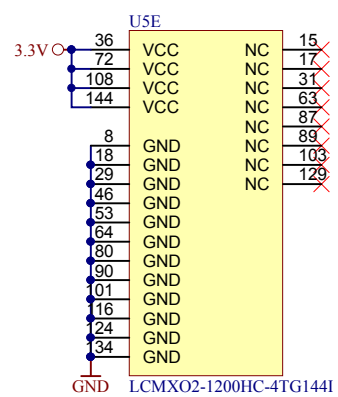 U5E
3.3V
36 VCC NC 15
72 VCC NC 17
108 VCC NC 31
144 VCC NC 63
NC 87
8 GND NC 89
18 GND NC 103
29 GND NC 129
46 GND
53 GND
64 GND
80 GND
90 GND
101 GND
116 GND
124 GND
134 GND
GND
LCMXO2-1200HC-4TG144I